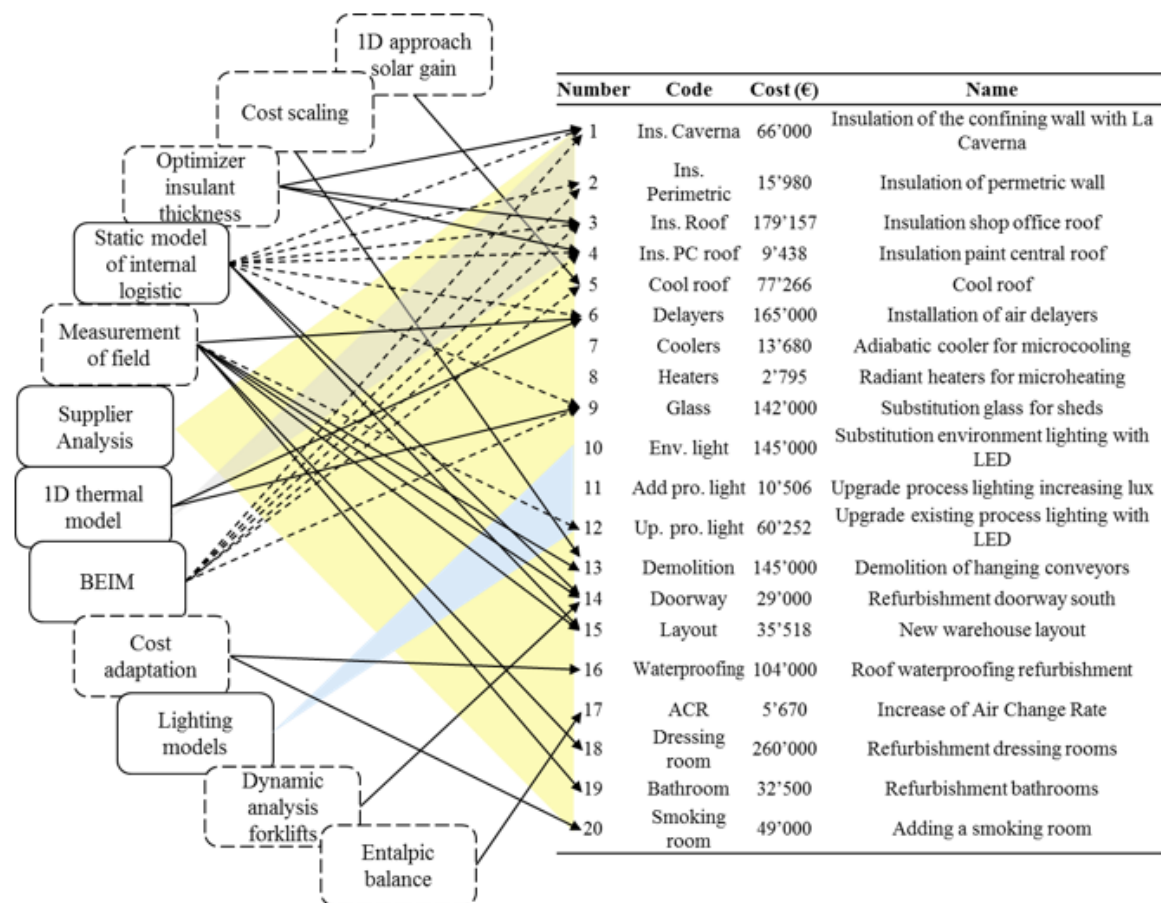 1D approach
solar gain
Cost scaling
Optimizer
insulant
thickness
Static model
of internal
logistic
Measurement
of field
Supplier
Analysis
1D thermal
model
BEIM
Cost
adaptation
Lighting
models
Dynamic
analysis
forklifts
Entalpic
balance
Number Code Cost (€) Name
1 Ins. Caverna 66’000 Insulation of the confining wall with La
Caverna
2 Ins.
Perimetric 15’980 Insulation of permetric wall
3 Ins. Roof 179’157 Insulation shop office roof
4 Ins. PC roof 9’438 Insulation paint central roof
5 Cool roof 77’266 Cool roof
6 Delayers 165’000 Installation of air delayers
7 Coolers 13’680 Adiabatic cooler for microcooling
8 Heaters 2’795 Radiant heaters for microheating
9 Glass 142’000 Substitution glass for sheds
10 Env. light 145’000 Substitution environment lighting with
LED
11 Add pro. light 10’506 Upgrade process lighting increasing lux
12 Up. pro. light 60’252 Upgrade existing process lighting with
LED
13 Demolition 145’000 Demolition of hanging conveyors
14 Doorway 29’000 Refurbishment doorway south
15 Layout 35’518 New warehouse layout
16 Waterproofing 104’000 Roof waterproofing refurbishment
17 ACR 5’670 Increase of Air Change Rate
18 Dressing
room 260’000 Refurbishment dressing rooms
19 Bathroom 32’500 Refurbishment bathrooms
20 Smoking
room 49’000 Adding a smoking room